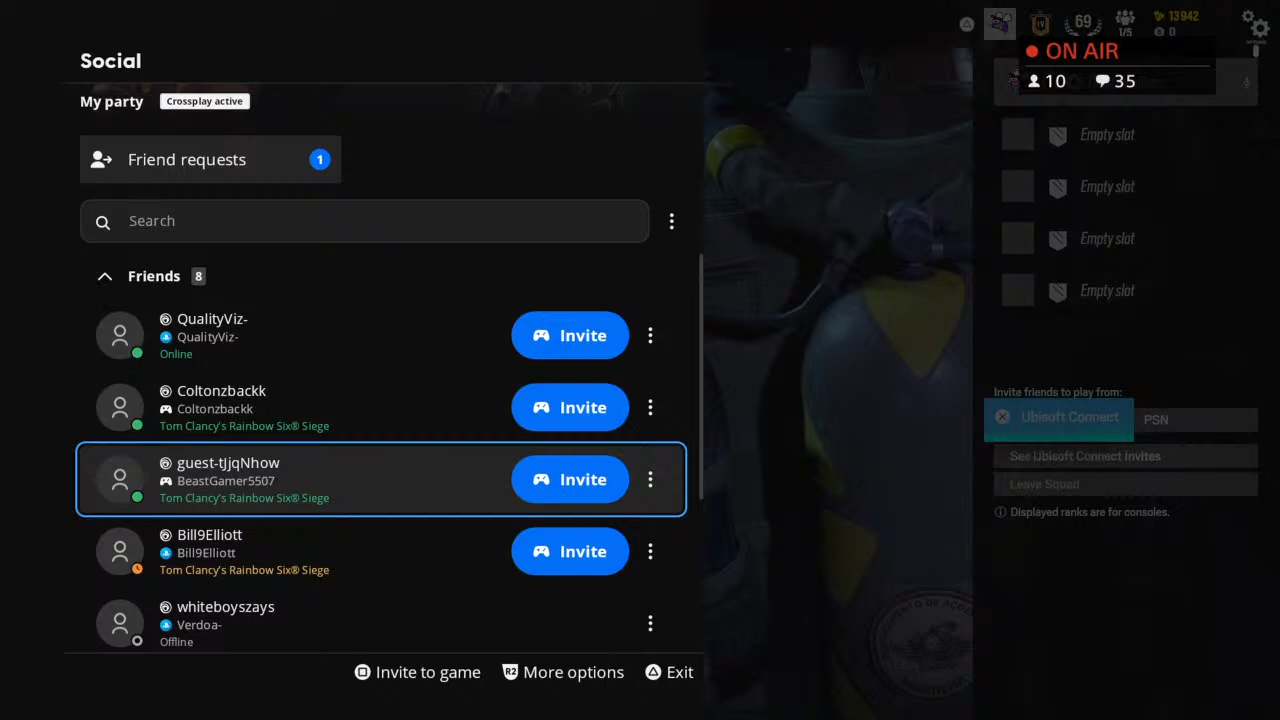 Social
My party
Crossplay active
Friend requests
1
Search
Friends 8
QualityViz-
QualityViz-
Online
Invite
Coltonzbackk
Coltonzbackk
Tom Clancy's Rainbow Six® Siege
Invite
guest-tJjqNhow
BeastGamer5507
Tom Clancy's Rainbow Six® Siege
Invite
Bill9Elliott
Bill9Elliott
Tom Clancy's Rainbow Six® Siege
Invite
whiteboyszays
Verdoa-
Offline
Invite to game
R2 More options
Exit
IV
69
1/5
13942
0
OPTIONS
ON AIR
10 35
Empty slot
Empty slot
Empty slot
Empty slot
Invite friends to play from:
Ubisoft Connect
PSN
See Ubisoft Connect Invites
Leave Squad
Displayed ranks are for consoles.